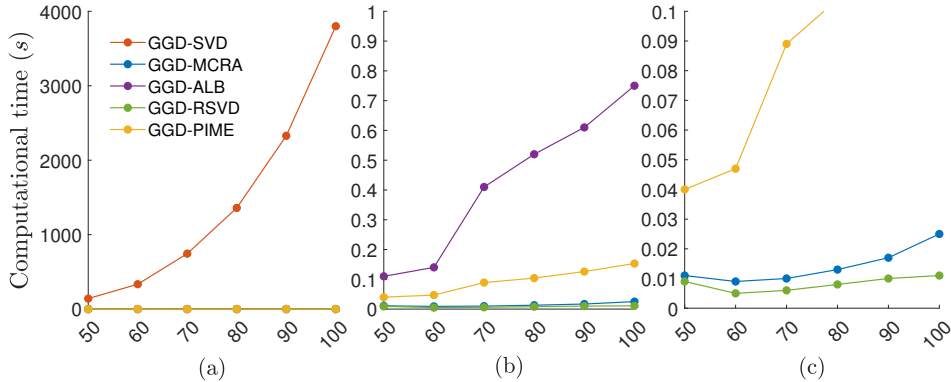 Computational time (s)
4000
3000
2000
1000
0
GGD-SVD
GGD-MCRA
GGD-ALB
GGD-RSVD
GGD-PIME
50 60 70 80 90 100
(a)
1
0.9
0.8
0.7
0.6
0.5
0.4
0.3
0.2
0.1
0
50 60 70 80 90 100
(b)
0.1
0.09
0.08
0.07
0.06
0.05
0.04
0.03
0.02
0.01
0
50 60 70 80 90 100
(c)